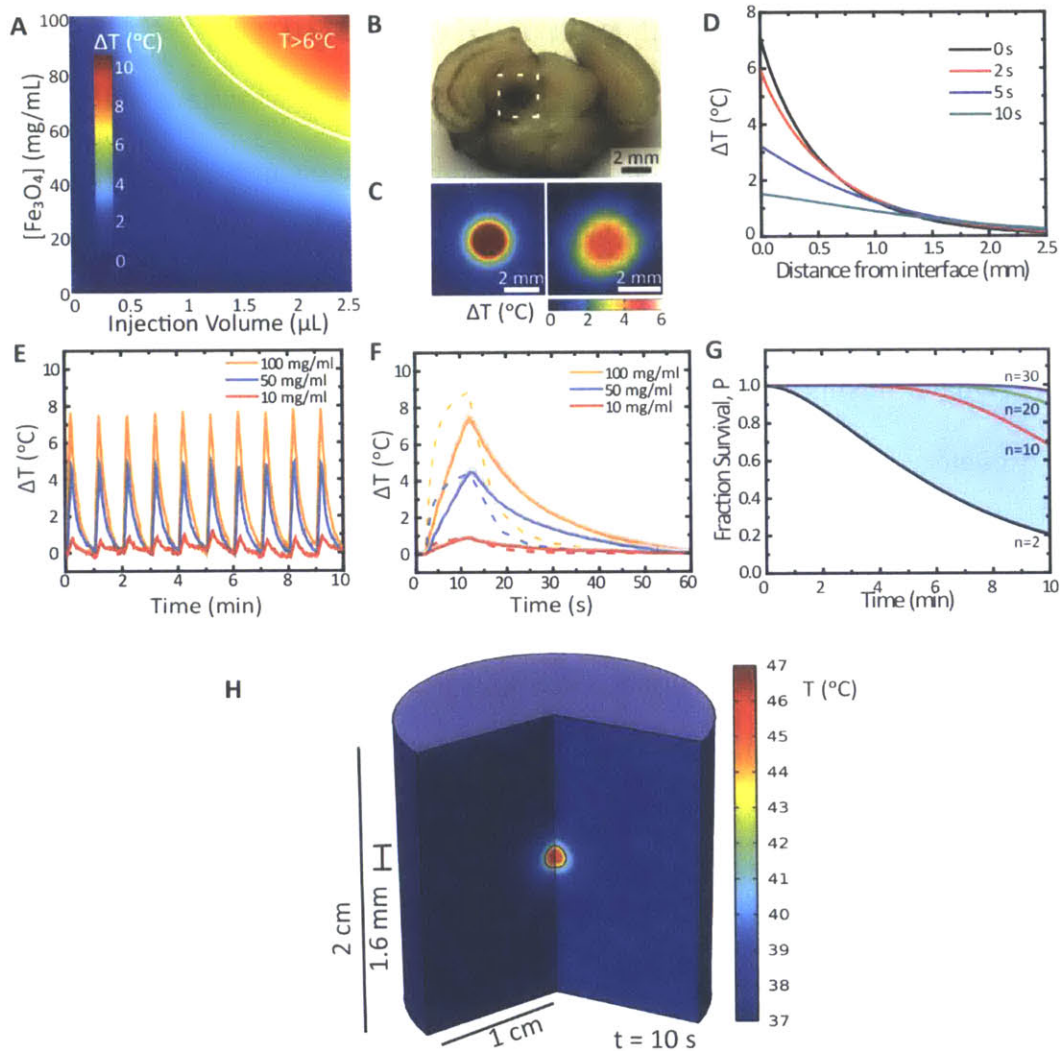 A
ΔT (°C)
T>6°C
10
8
6
4
2
0
100
80
60
40
20
0
[Fe₃O₄] (mg/mL)
0 0.5 1 1.5 2 2.5
Injection Volume (μL)
B
2 mm
C
2 mm
2 mm
ΔT (°C)
0 2 4 6
D
0 s
2 s
5 s
10 s
8
6
4
2
0
ΔT (°C)
0.0 0.5 1.0 1.5 2.0 2.5
Distance from interface (mm)
E
100 mg/ml
50 mg/ml
10 mg/ml
10
8
6
4
2
0
ΔT (°C)
0 2 4 6 8 10
Time (min)
F
100 mg/ml
50 mg/ml
10 mg/ml
10
8
6
4
2
0
ΔT (°C)
0 10 20 30 40 50 60
Time (s)
G
n=30
n=20
n=10
n=2
1.0
0.8
0.6
0.4
0.2
0.0
Fraction Survival, P
0 2 4 6 8 10
Time (min)
H
2 cm
1.6 mm
1 cm
t = 10 s
T (°C)
47
46
45
44
43
42
41
40
39
38
37